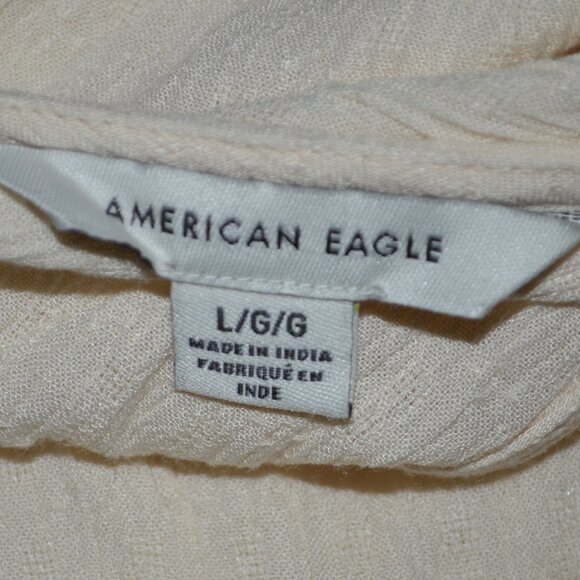 AMERICAN EAGLE
L/G/G
MADE IN INDIA
FABRIQUÉ EN
INDE